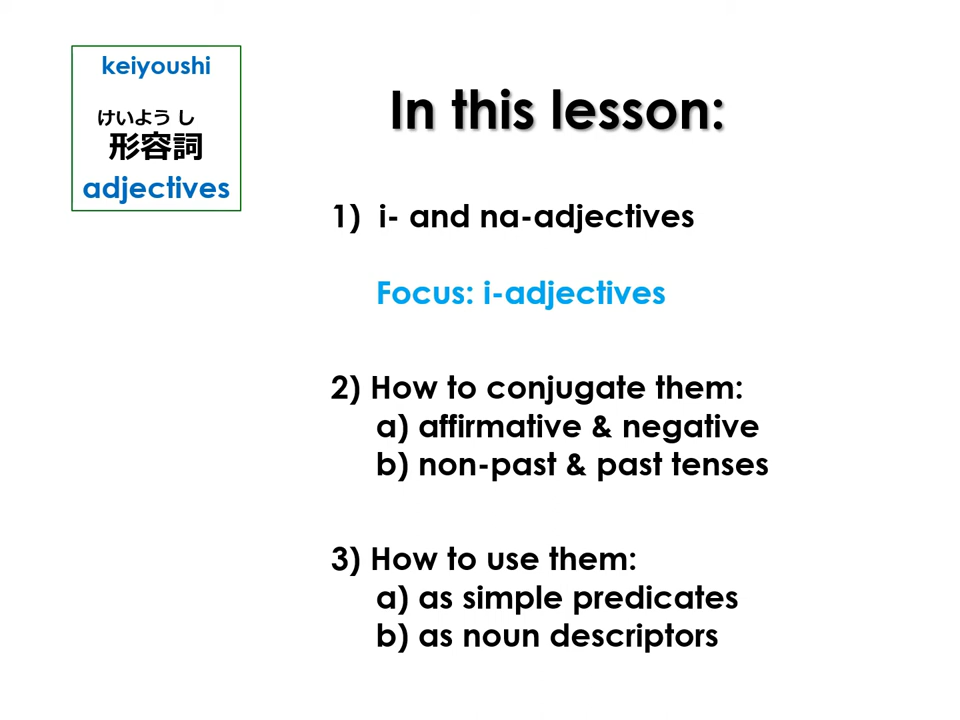 keiyoushi
けいよう し
形容詞
adjectives
In this lesson:
1) i- and na-adjectives
Focus: i-adjectives
2) How to conjugate them:
a) affirmative & negative
b) non-past & past tenses
3) How to use them:
a) as simple predicates
b) as noun descriptors